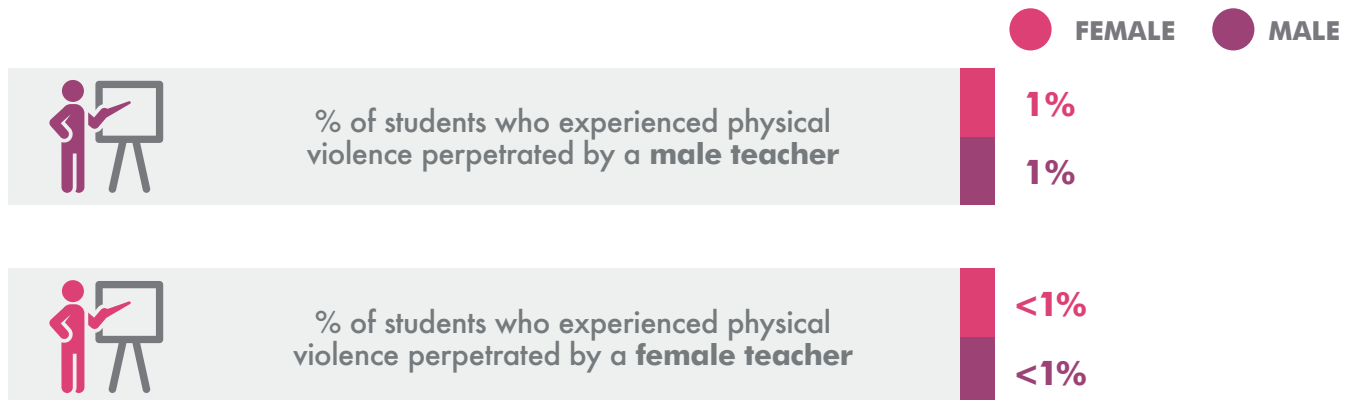 FEMALE MALE
% of students who experienced physical
violence perpetrated by a male teacher
1%
1%
% of students who experienced physical
violence perpetrated by a female teacher
<1%
<1%